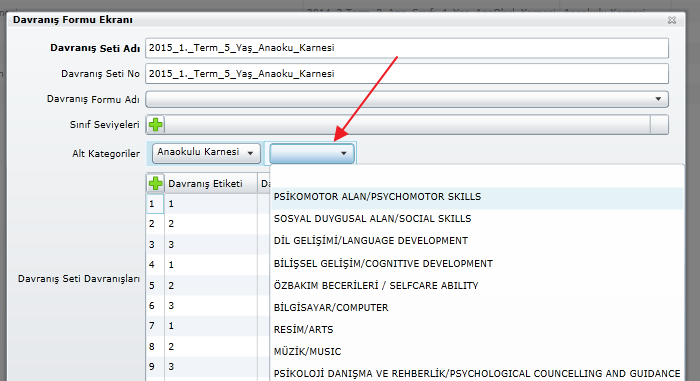 Davranış Formu Ekranı
Davranış Seti Adı 2015_1._Term_5_Yaş_Anaoku_Karnesi
Davranış Seti No 2015_1._Term_5_Yaş_Anaoku_Karnesi
Davranış Formu Adı
Sınıf Seviyeleri
Alt Kategoriler Anaokulu Karnesi
Davranış Etiketi
PSİKOMOTOR ALAN/PSYCHOMOTOR SKILLS
1 1
SOSYAL DUYGUSAL ALAN/SOCIAL SKILLS
2 2
DİL GELİŞİMİ/LANGUAGE DEVELOPMENT
3 3
BİLİŞSEL GELİŞİM/COGNITIVE DEVELOPMENT
4 1
Davranış Seti Davranışları
ÖZBAKIM BECERİLERİ / SELFCARE ABILITY
5 2
BİLGİSAYAR/COMPUTER
6 3
RESİM/ARTS
7 1
MÜZİK/MUSIC
8 2
PSİKOLOJİ DANIŞMA VE REHBERLİK/PSYCHOLOGICAL COUNCELLING AND GUIDANCE
9 3